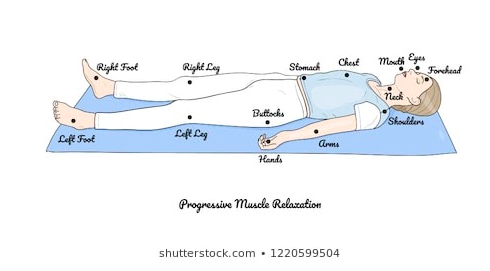 Right Foot
Right Leg
Stomach
Chest
Mouth
Eyes
Forehead
Neck
Shoulders
Buttocks
Left Foot
Left Leg
Hands
Arms
Progressive Muscle Relaxation
shutterstock.com • 1220599504